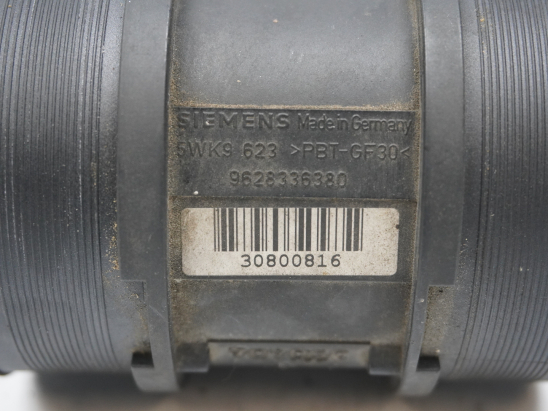 SIEMENS Made in Germany
5WK9 623 >PBT-GF30<
9628336380
30800816